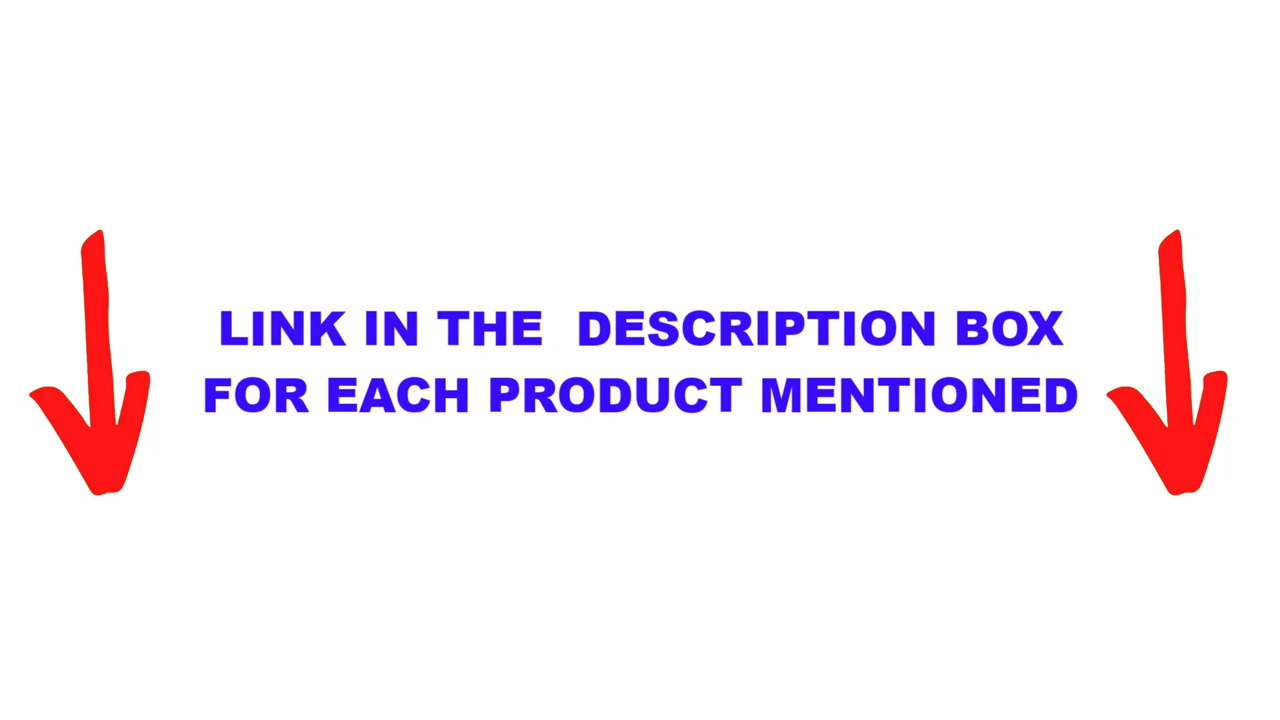 LINK IN THE  DESCRIPTION BOX
FOR EACH PRODUCT MENTIONED